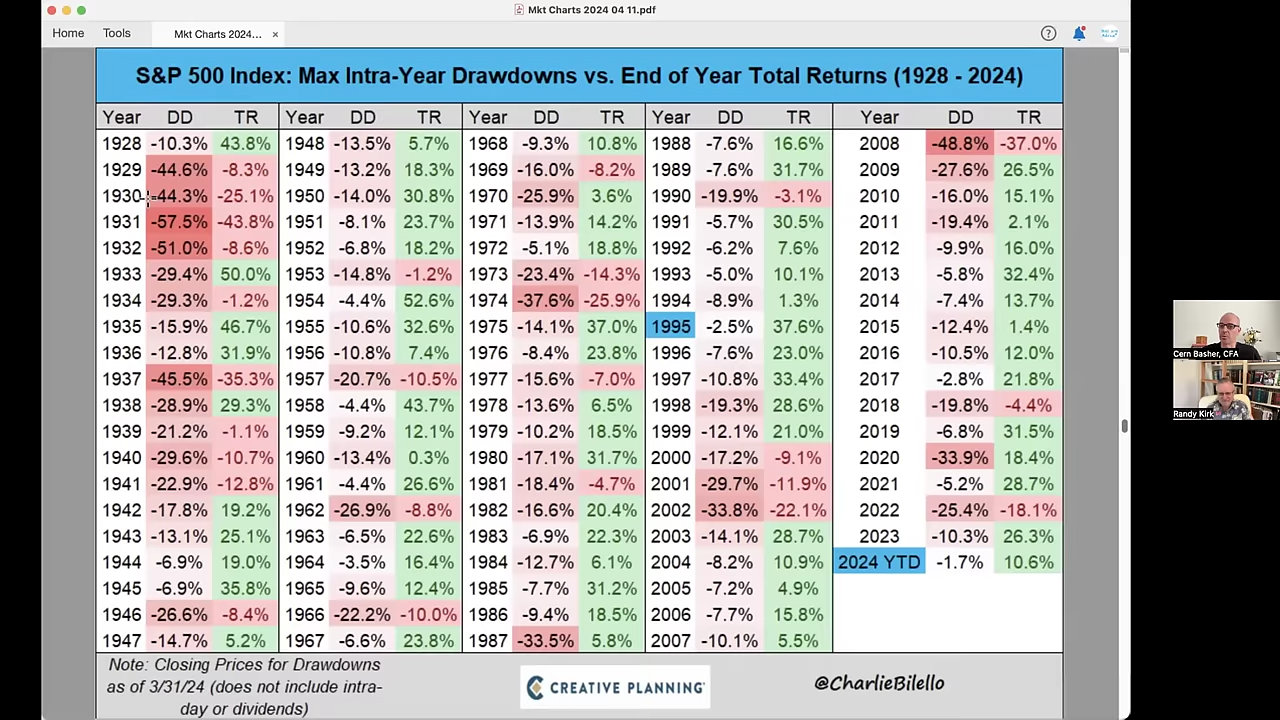 Mkt Charts 2024 04 11.pdf
Home Tools Mkt Charts 2024... × ?
S&P 500 Index: Max Intra-Year Drawdowns vs. End of Year Total Returns (1928 - 2024)
Year DD TR Year DD TR Year DD TR Year DD TR Year DD TR
1928 -10.3% 43.8% 1948 -13.5% 5.7% 1968 -9.3% 10.8% 1988 -7.6% 16.6% 2008 -48.8% -37.0%
1929 -44.6% -8.3% 1949 -13.2% 18.3% 1969 -16.0% -8.2% 1989 -7.6% 31.7% 2009 -27.6% 26.5%
1930 -44.3% -25.1% 1950 -14.0% 30.8% 1970 -25.9% 3.6% 1990 -19.9% -3.1% 2010 -16.0% 15.1%
1931 -57.5% -43.8% 1951 -8.1% 23.7% 1971 -13.9% 14.2% 1991 -5.7% 30.5% 2011 -19.4% 2.1%
1932 -51.0% -8.6% 1952 -6.8% 18.2% 1972 -5.1% 18.8% 1992 -6.2% 7.6% 2012 -9.9% 16.0%
1933 -29.4% 50.0% 1953 -14.8% -1.2% 1973 -23.4% -14.3% 1993 -5.0% 10.1% 2013 -5.8% 32.4%
1934 -29.3% -1.2% 1954 -4.4% 52.6% 1974 -37.6% -25.9% 1994 -8.9% 1.3% 2014 -7.4% 13.7%
1935 -15.9% 46.7% 1955 -10.6% 32.6% 1975 -14.1% 37.0% 1995 -2.5% 37.6% 2015 -12.4% 1.4%
1936 -12.8% 31.9% 1956 -10.8% 7.4% 1976 -8.4% 23.8% 1996 -7.6% 23.0% 2016 -10.5% 12.0%
1937 -45.5% -35.3% 1957 -20.7% -10.5% 1977 -15.6% -7.0% 1997 -10.8% 33.4% 2017 -2.8% 21.8%
1938 -28.9% 29.3% 1958 -4.4% 43.7% 1978 -13.6% 6.5% 1998 -19.3% 28.6% 2018 -19.8% -4.4%
1939 -21.2% -1.1% 1959 -9.2% 12.1% 1979 -10.2% 18.5% 1999 -12.1% 21.0% 2019 -6.8% 31.5%
1940 -29.6% -10.7% 1960 -13.4% 0.3% 1980 -17.1% 31.7% 2000 -17.2% -9.1% 2020 -33.9% 18.4%
1941 -22.9% -12.8% 1961 -4.4% 26.6% 1981 -18.4% -4.7% 2001 -29.7% -11.9% 2021 -5.2% 28.7%
1942 -17.8% 19.2% 1962 -26.9% -8.8% 1982 -16.6% 20.4% 2002 -33.8% -22.1% 2022 -25.4% -18.1%
1943 -13.1% 25.1% 1963 -6.5% 22.6% 1983 -6.9% 22.3% 2003 -14.1% 28.7% 2023 -10.3% 26.3%
1944 -6.9% 19.0% 1964 -3.5% 16.4% 1984 -12.7% 6.1% 2004 -8.2% 10.9% 2024 YTD -1.7% 10.6%
1945 -6.9% 35.8% 1965 -9.6% 12.4% 1985 -7.7% 31.2% 2005 -7.2% 4.9%
1946 -26.6% -8.4% 1966 -22.2% -10.0% 1986 -9.4% 18.5% 2006 -7.7% 15.8%
1947 -14.7% 5.2% 1967 -6.6% 23.8% 1987 -33.5% 5.8% 2007 -10.1% 5.5%
Note: Closing Prices for Drawdowns
as of 3/31/24 (does not include intra-
day or dividends)
CREATIVE PLANNING
@CharlieBilello
Cern Basher, CFA
Randy Kirk